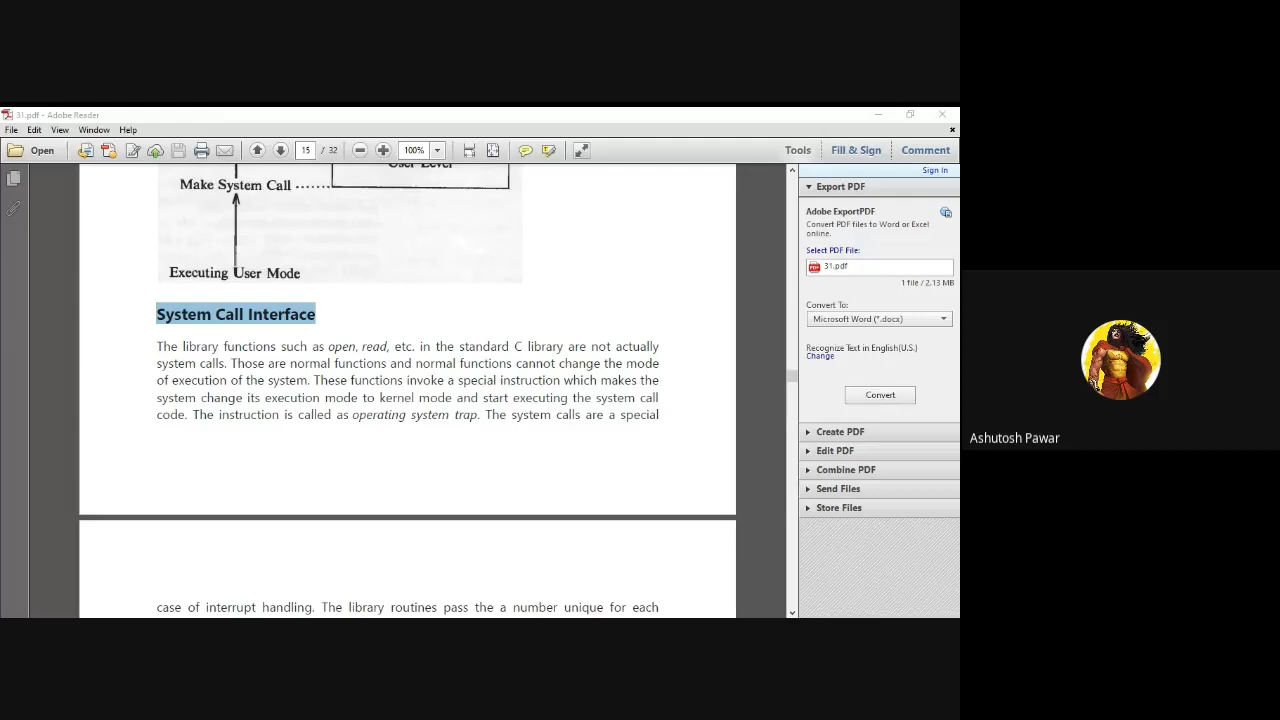 31.pdf - Adobe Reader
File Edit View Window Help
Open 15 / 32 100% Tools Fill & Sign Comment
Sign In
Export PDF
Adobe ExportPDF
Convert PDF files to Word or Excel
online.
Select PDF File:
31.pdf
1 file / 2.13 MB
Convert To:
Microsoft Word (*.docx)
Recognize Text in English(U.S.)
Change
Convert
Create PDF
Edit PDF
Combine PDF
Send Files
Store Files
User Level
Make System Call
Executing User Mode
System Call Interface
The library functions such as open, read, etc. in the standard C library are not actually
system calls. Those are normal functions and normal functions cannot change the mode
of execution of the system. These functions invoke a special instruction which makes the
system change its execution mode to kernel mode and start executing the system call
code. The instruction is called as operating system trap. The system calls are a special
case of interrupt handling. The library routines pass the a number unique for each
Ashutosh Pawar